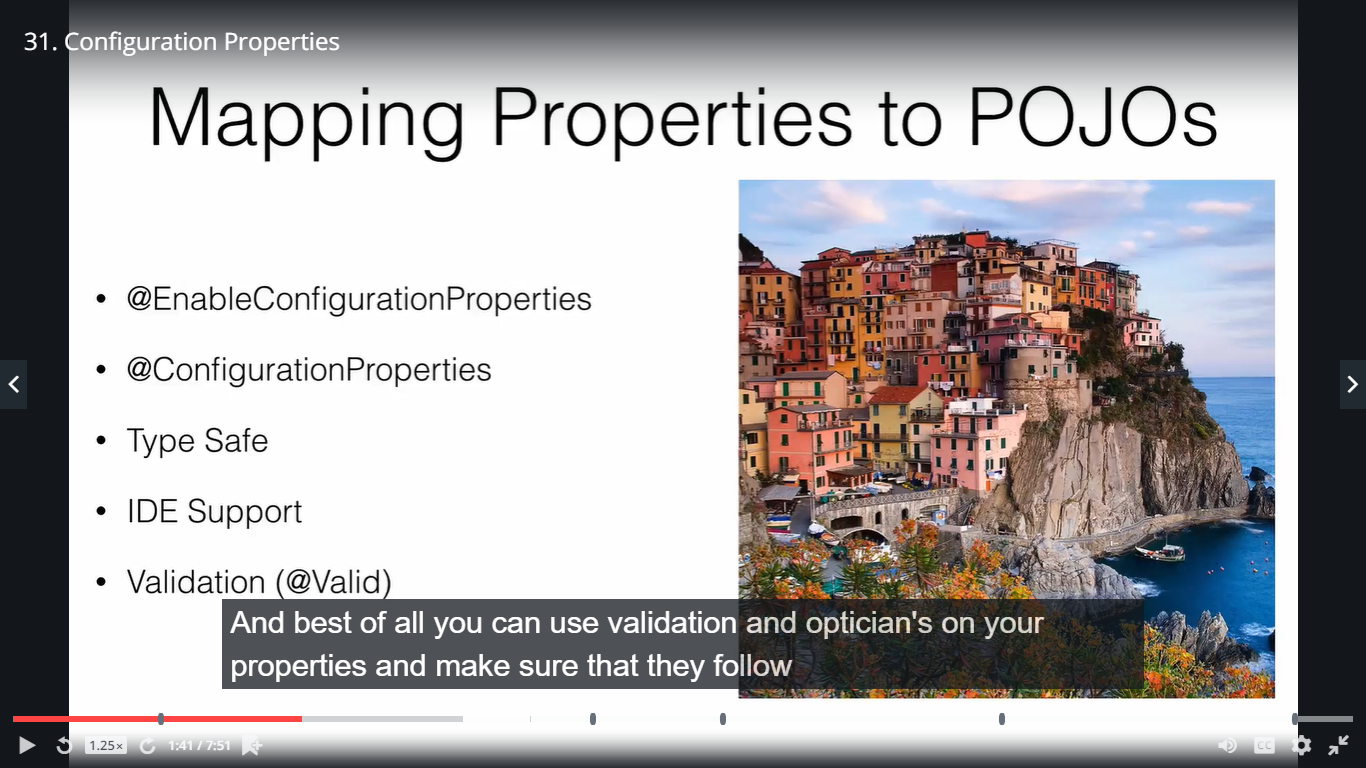 31. Configuration Properties
Mapping Properties to POJOs
• @EnableConfigurationProperties
• @ConfigurationProperties
• Type Safe
• IDE Support
• Validation (@Valid)
And best of all you can use validation and optician's on your
properties and make sure that they follow
1.25×
1:41 / 7:51
CC